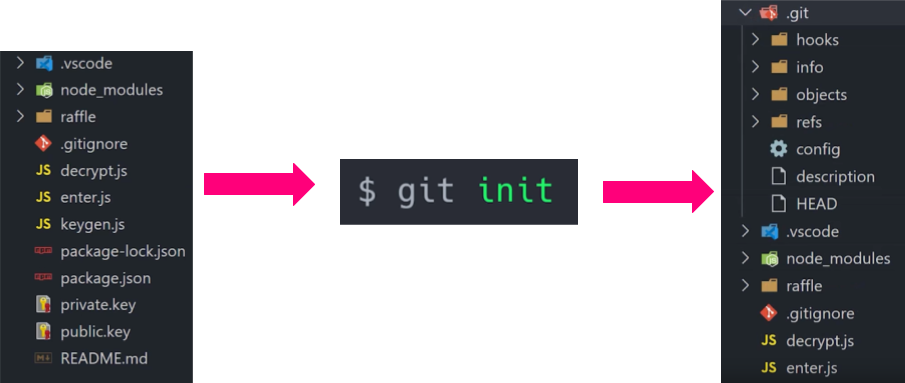 .vscode
node_modules
raffle
.gitignore
JS decrypt.js
JS enter.js
JS keygen.js
package-lock.json
package.json
private.key
public.key
README.md
$ git init
.git
hooks
info
objects
refs
config
description
HEAD
.vscode
node_modules
raffle
.gitignore
JS decrypt.js
JS enter.js